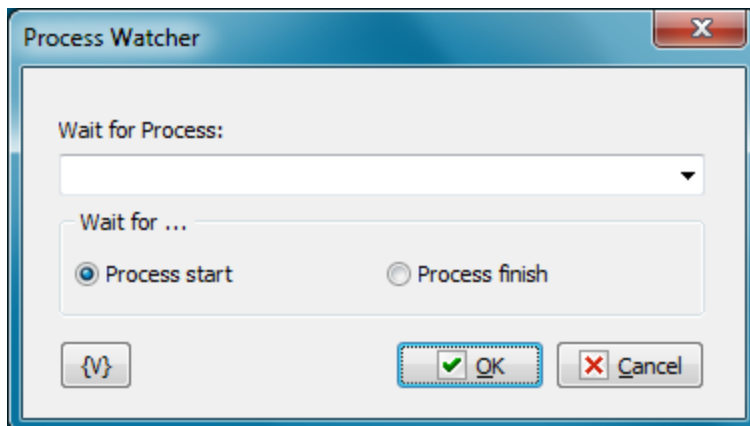 Process Watcher
Wait for Process:
Wait for ...
Process start Process finish
{V} OK Cancel